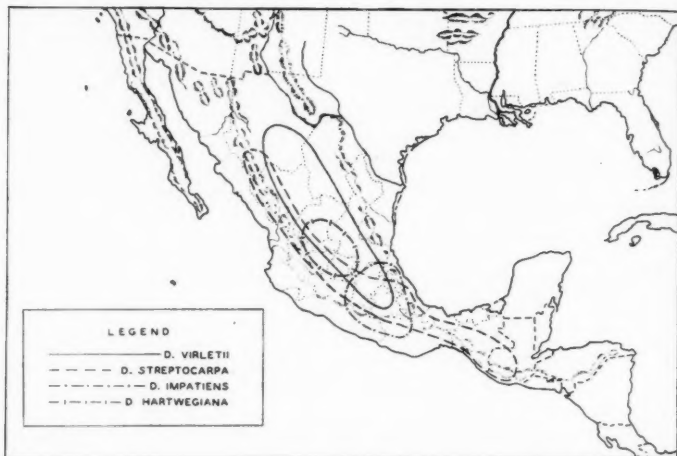 LEGEND
D. VIRLETII
D. STREPTOCARPA
D. IMPATIENS
D. HARTWEGIANA